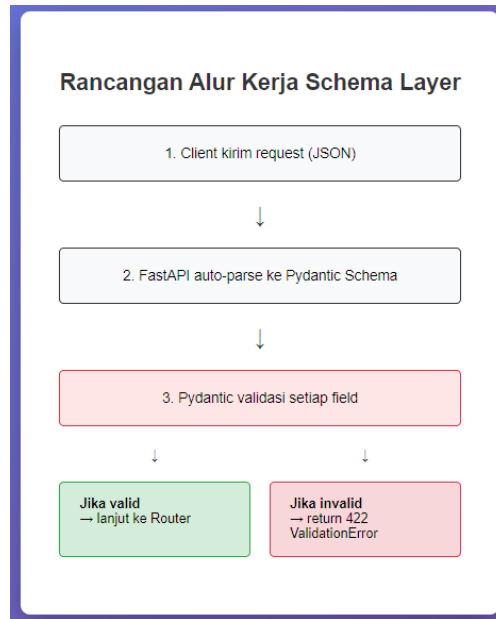 Rancangan Alur Kerja Schema Layer
1. Client kirim request (JSON)
↓
2. FastAPI auto-parse ke Pydantic Schema
↓
3. Pydantic validasi setiap field
↓ ↓
Jika valid
→ lanjut ke Router
Jika invalid
→ return 422
ValidationError